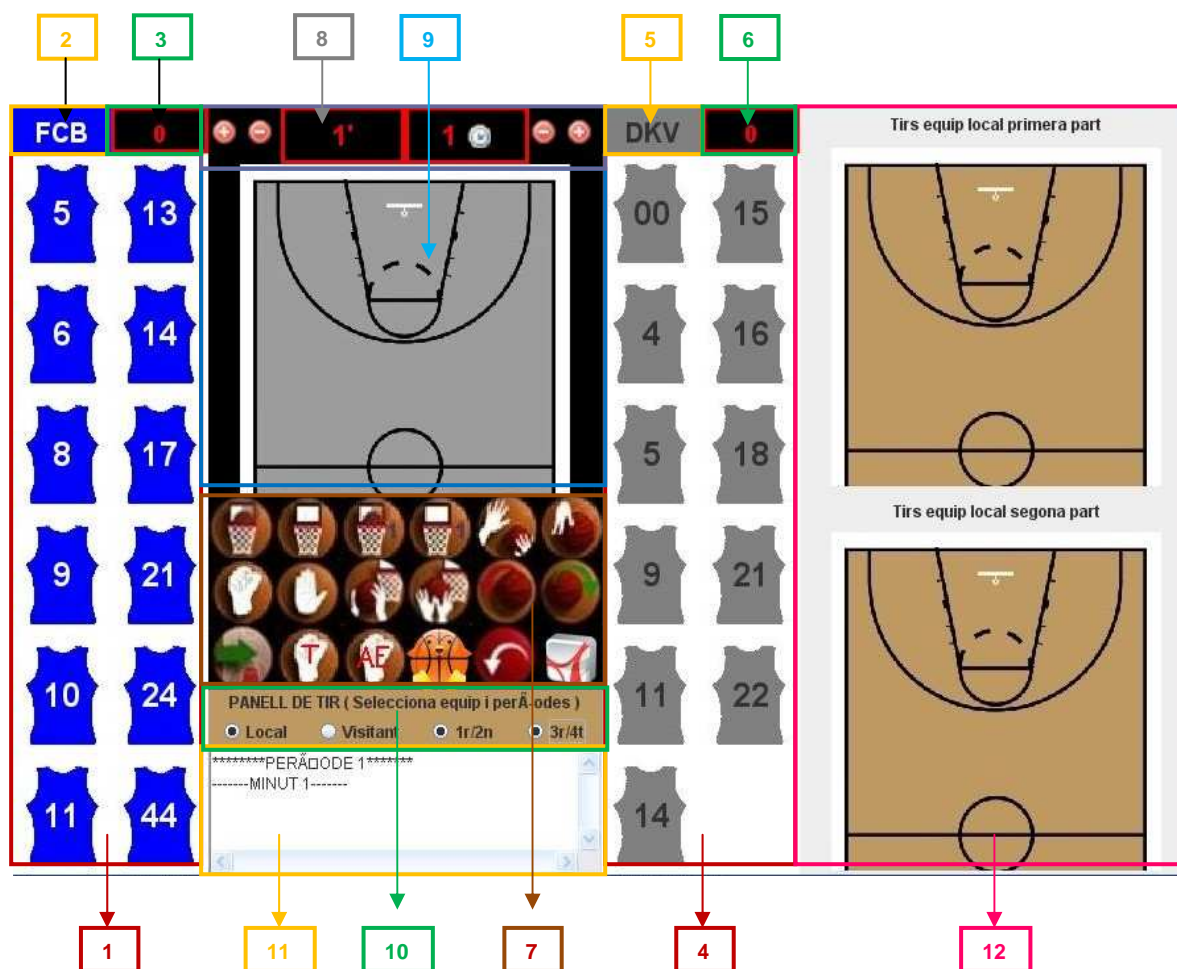 2 3 8 9 5 6
FCB 0 1' 1 DKV 0
Tirs equip local primera part
5 13 00 15
6 14 4 16
8 17 5 18
Tirs equip local segona part
9 21 9 21
T AE
10 24 11 22
PANELL DE TIR ( Selecciona equip i perÃ­odes )
Local Visitant 1r/2n 3r/4t
********PERÃ□ODE 1*******
-------MINUT 1-------
11 44 14
1 11 10 7 4 12